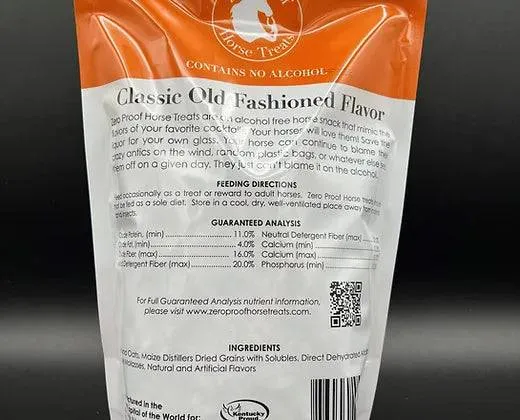 Horse Treats
CONTAINS NO ALCOHOL
Classic Old Fashioned Flavor
Zero Proof Horse Treats are an alcohol free horse snack that mimic the
flavors of your favorite cocktail. Your horses will love them! Save the
liquor for your own glass. Your horse can continue to blame their
crazy antics on the wind, random plastic bags, or whatever else sets
them off on a given day. They just can't blame it on the alcohol.
FEEDING DIRECTIONS
Feed occasionally as a treat or reward to adult horses. Zero Proof Horse Treats
be fed as a sole diet. Store in a cool, dry, well-ventilated place away from
and insects.
GUARANTEED ANALYSIS
Crude Protein, (min) 11.0% Neutral Detergent Fiber (max)
Crude Fat, (min) 4.0% Calcium (min)
Crude Fiber, (max) 16.0% Calcium (max)
Acid Detergent Fiber (max) 20.0% Phosphorus (min)
For Full Guaranteed Analysis nutrient information,
please visit www.zeroproofhorsetreats.com.
INGREDIENTS
Oats, Maize Distillers Dried Grains with Solubles, Direct Dehydrated
Molasses, Natural and Artificial Flavors
in the
Capital of the World for:
Kentucky
Proud